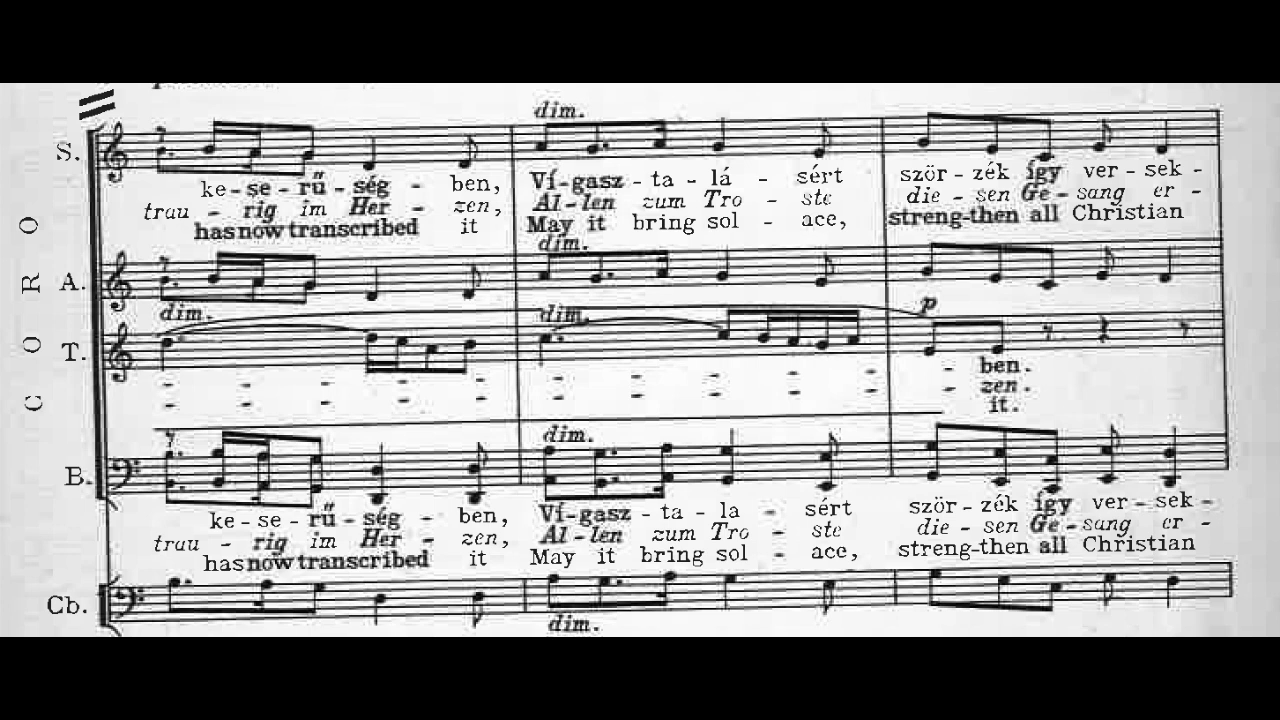 dim.
S.
ke - se - rű - ség - ben, Ví-gasz - ta - lá - sért ször - zék így ver - sek -
trau - rig im Her - zen, Al-len zum Tro - ste die - sen Ge - sang er -
has now transcribed it May it bring sol - ace, streng-then all Christian
dim.
A.
dim. dim. p
T.
- - - - - - - - - - ben.
- - - - - - - - - - zen.
it.
dim.
B.
ke - se - rű - ség - ben, Ví-gasz - ta - la - sért ször - zék így ver - sek -
trau - rig im Her - zen, Al-len zum Tro - ste die - sen Ge - sang er -
has now transcribed it May it bring sol - ace, streng-then all Christian
Cb.
dim.
CORO